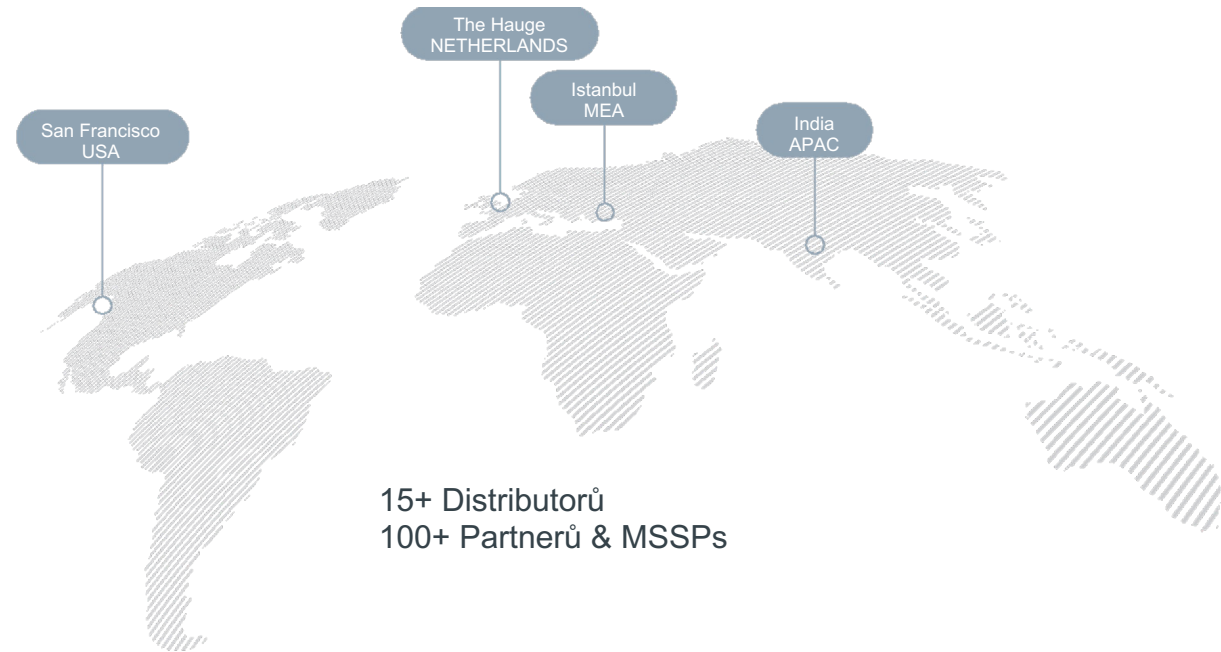 The Hauge
NETHERLANDS
Istanbul
MEA
San Francisco
USA
India
APAC
15+ Distributorů
100+ Partnerů & MSSPs